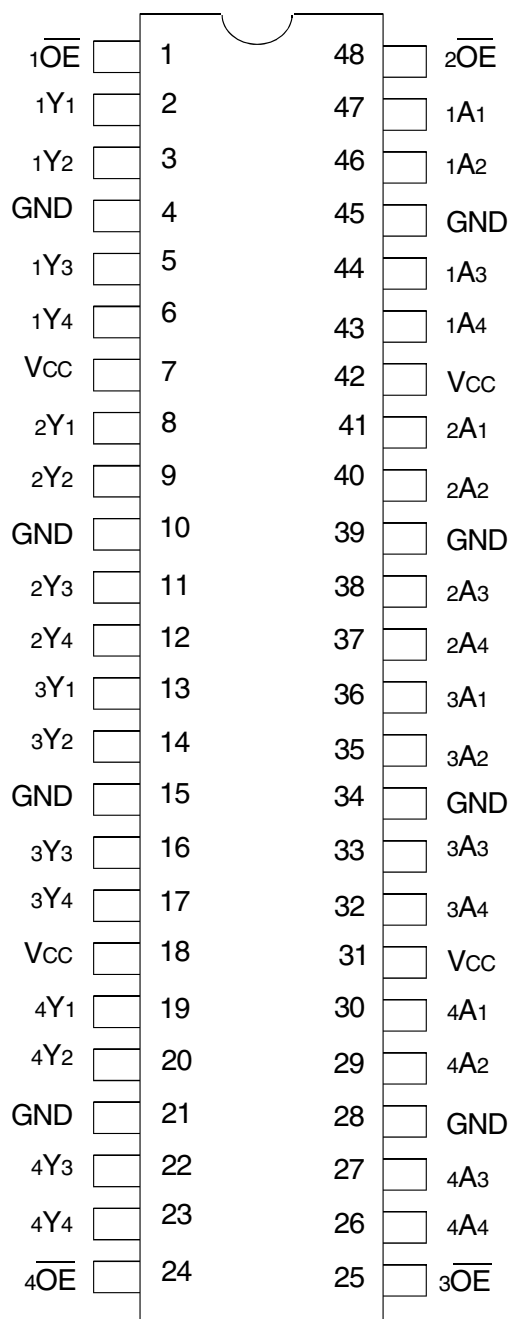 1OE 1 48 2OE
1Y1 2 47 1A1
1Y2 3 46 1A2
GND 4 45 GND
1Y3 5 44 1A3
1Y4 6 43 1A4
VCC 7 42 VCC
2Y1 8 41 2A1
2Y2 9 40 2A2
GND 10 39 GND
2Y3 11 38 2A3
2Y4 12 37 2A4
3Y1 13 36 3A1
3Y2 14 35 3A2
GND 15 34 GND
3Y3 16 33 3A3
3Y4 17 32 3A4
VCC 18 31 VCC
4Y1 19 30 4A1
4Y2 20 29 4A2
GND 21 28 GND
4Y3 22 27 4A3
4Y4 23 26 4A4
4OE 24 25 3OE